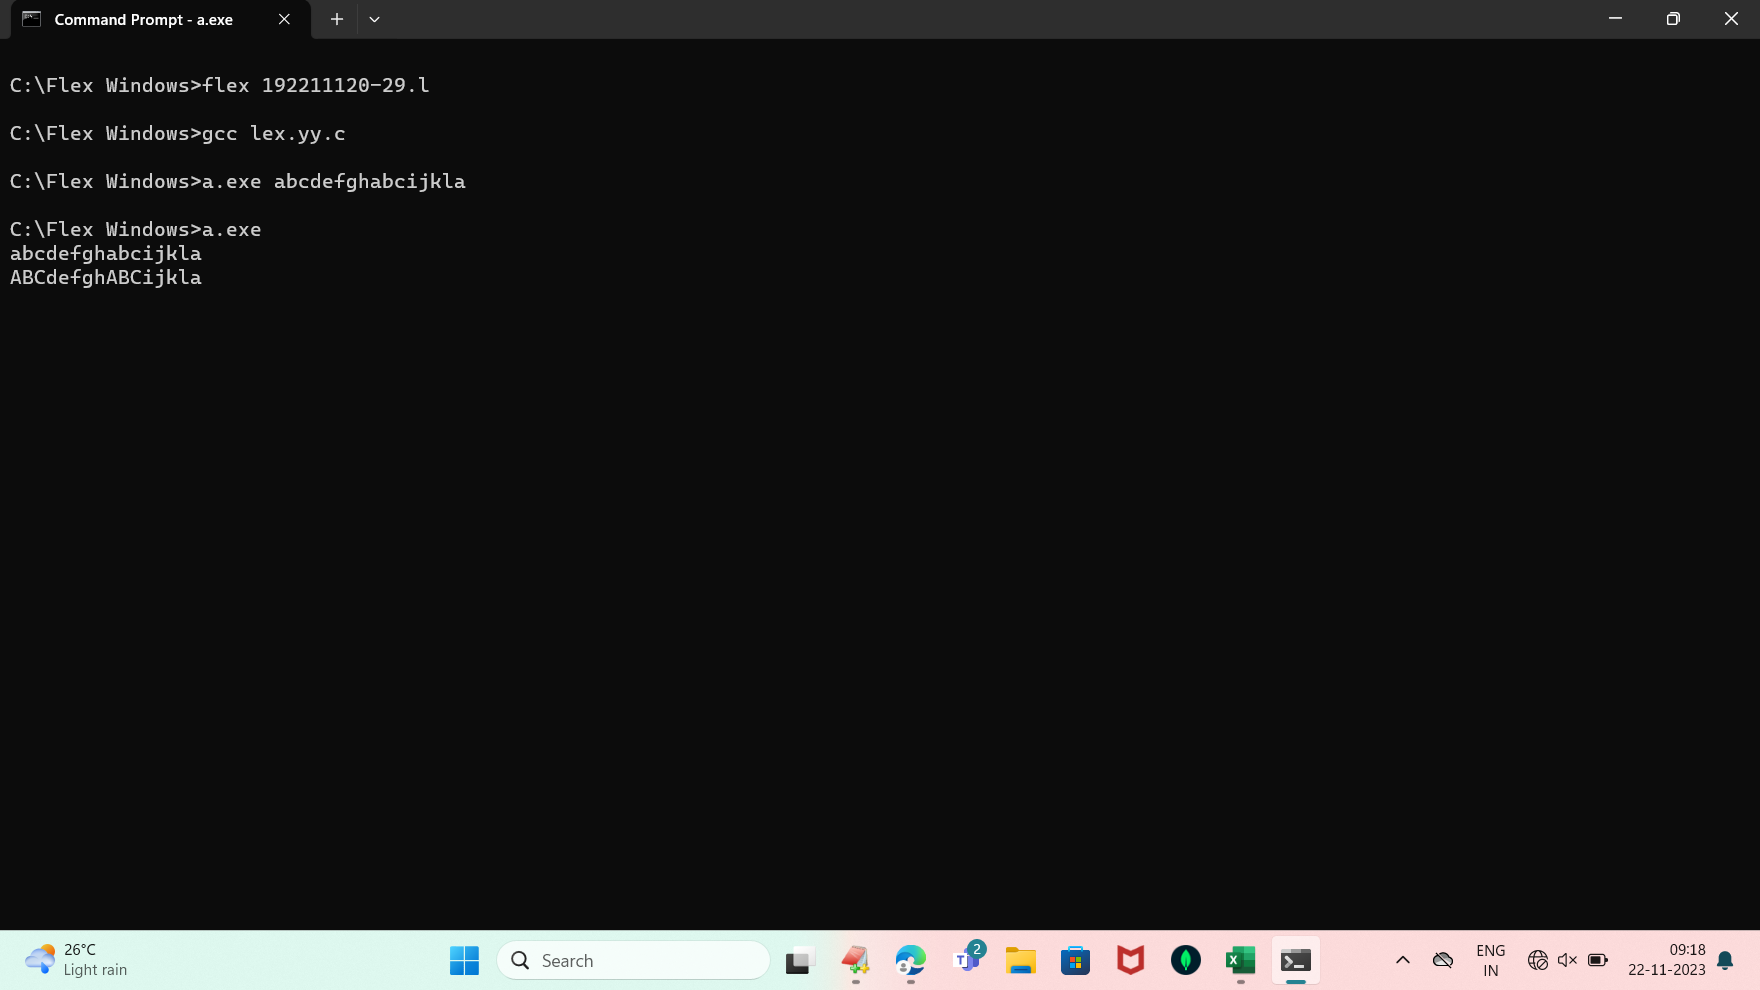 Command Prompt - a.exe
C:\Flex Windows>flex 192211120-29.l
C:\Flex Windows>gcc lex.yy.c
C:\Flex Windows>a.exe abcdefghabcijkla
C:\Flex Windows>a.exe
abcdefghabcijkla
ABCdefghABCijkla
26°C
Light rain
Search
2
ENG
IN
09:18
22-11-2023